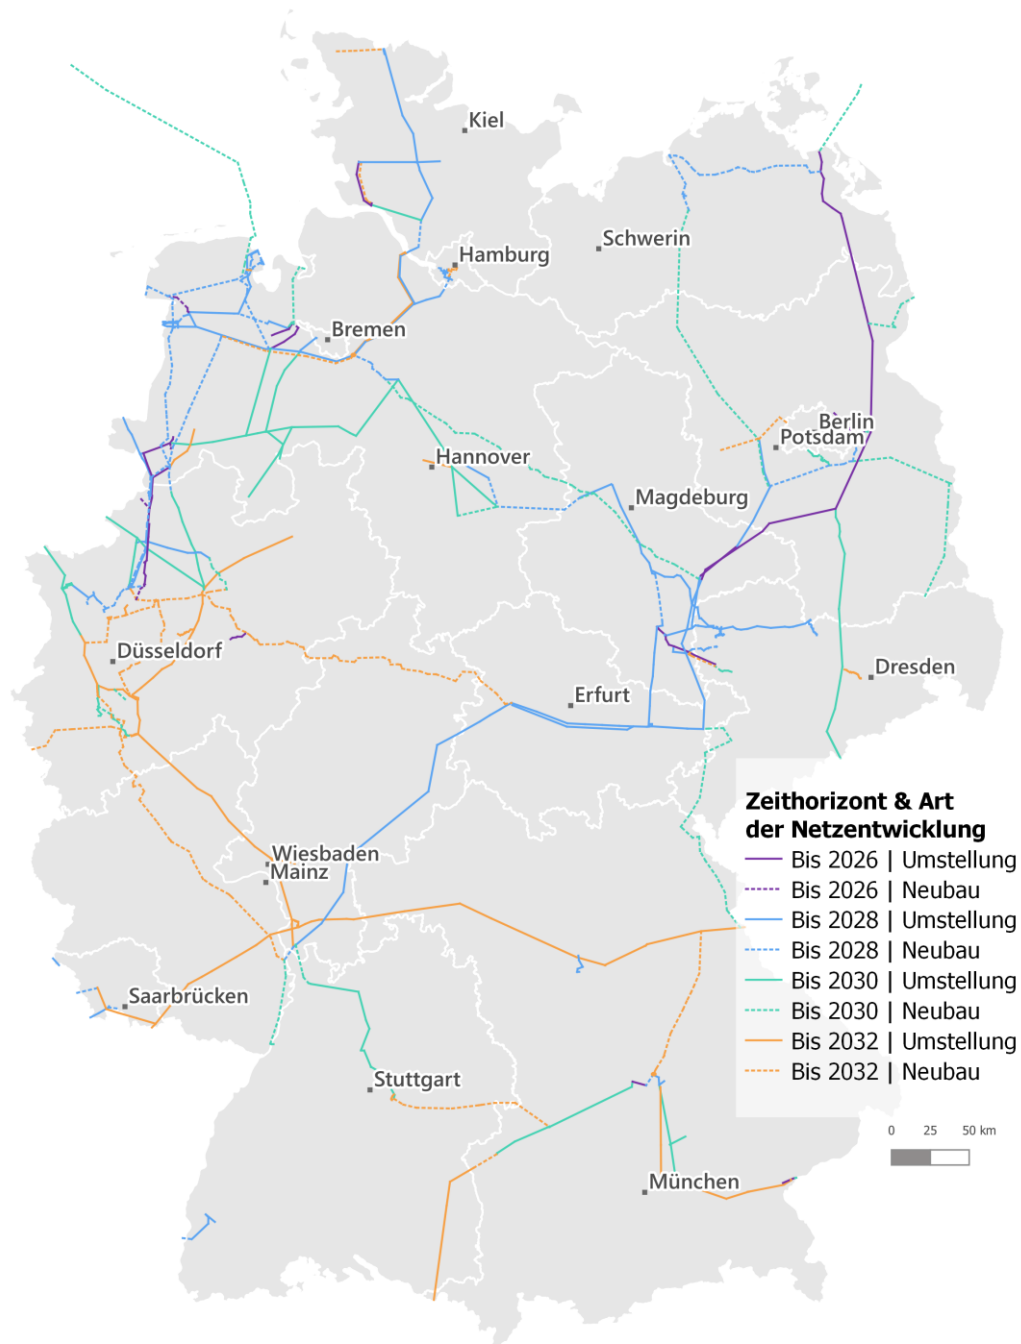 Kiel
Schwerin
Hamburg
Bremen
Berlin
Potsdam
Hannover
Magdeburg
Düsseldorf
Dresden
Erfurt
Zeithorizont & Art
der Netzentwicklung
Bis 2026 | Umstellung
Bis 2026 | Neubau
Bis 2028 | Umstellung
Bis 2028 | Neubau
Bis 2030 | Umstellung
Bis 2030 | Neubau
Bis 2032 | Umstellung
Bis 2032 | Neubau
Wiesbaden
Mainz
Saarbrücken
Stuttgart
0 25 50 km
München